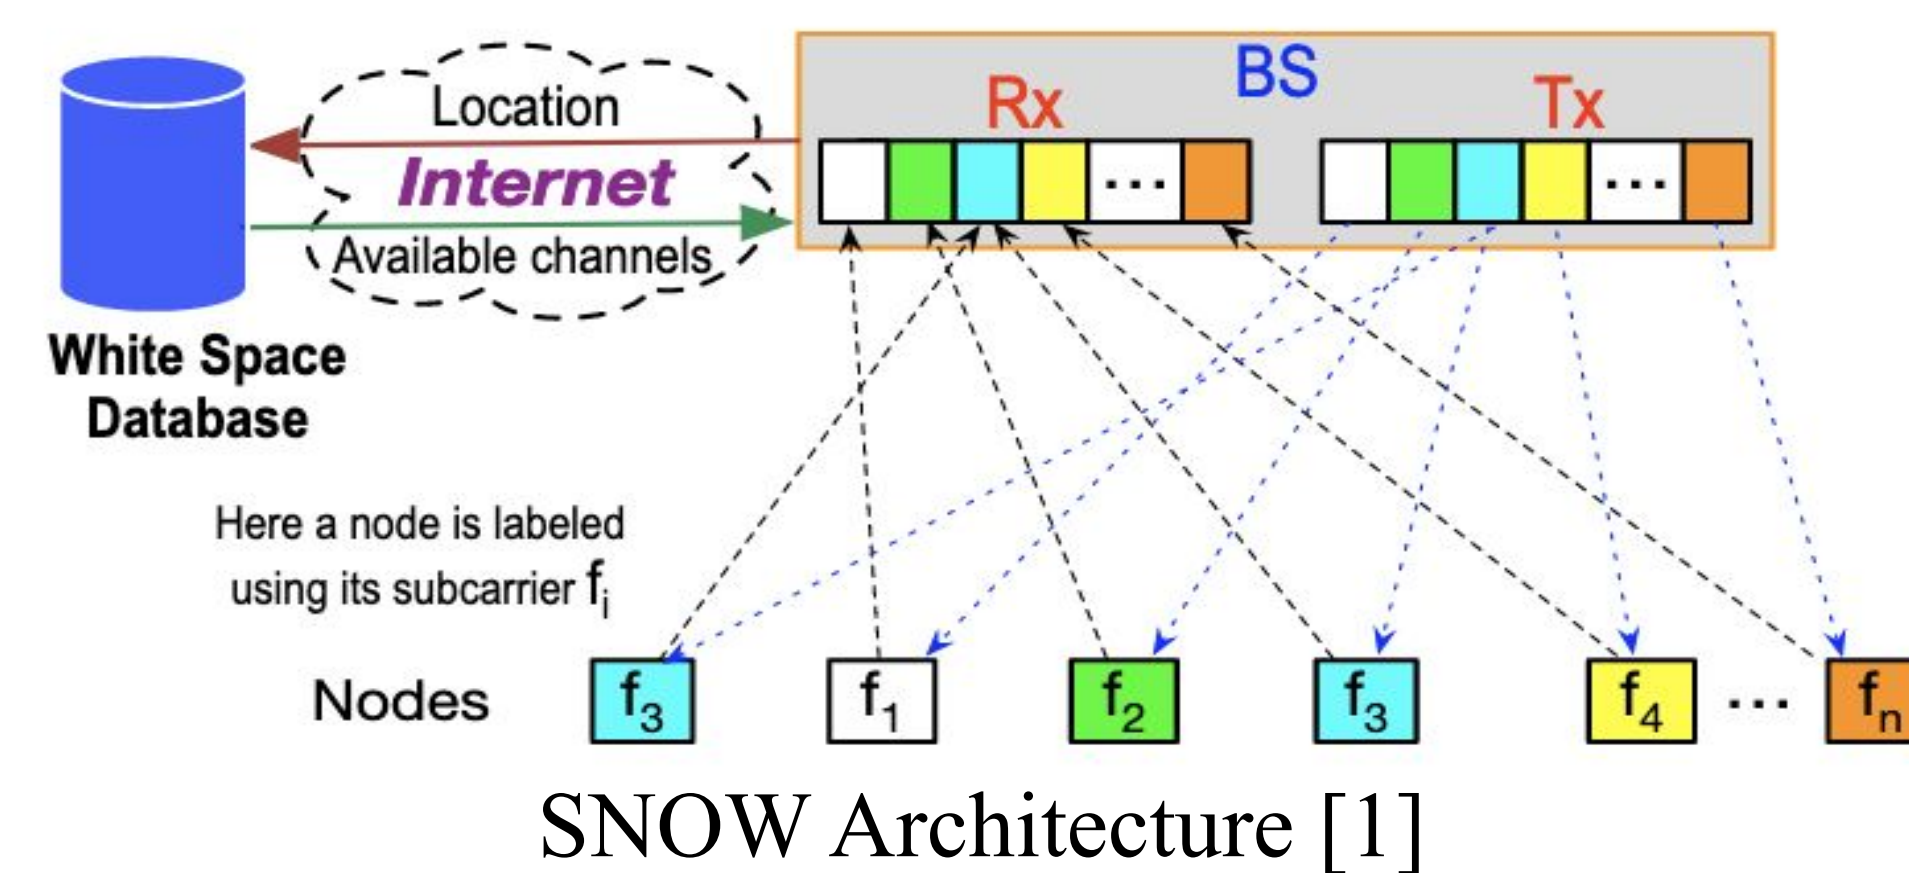 BS
Rx
Tx
...
...
Location
Internet
Available channels
White Space
Database
Here a node is labeled
using its subcarrier fi
Nodes
f3
f1
f2
f3
f4
...
fn
SNOW Architecture [1]